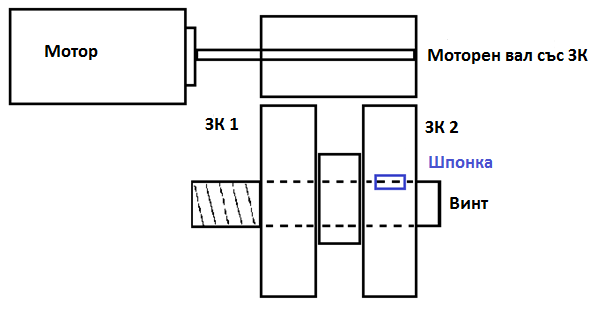 Мотор
Моторен вал със ЗК
ЗК 1
ЗК 2
Шпонка
Винт